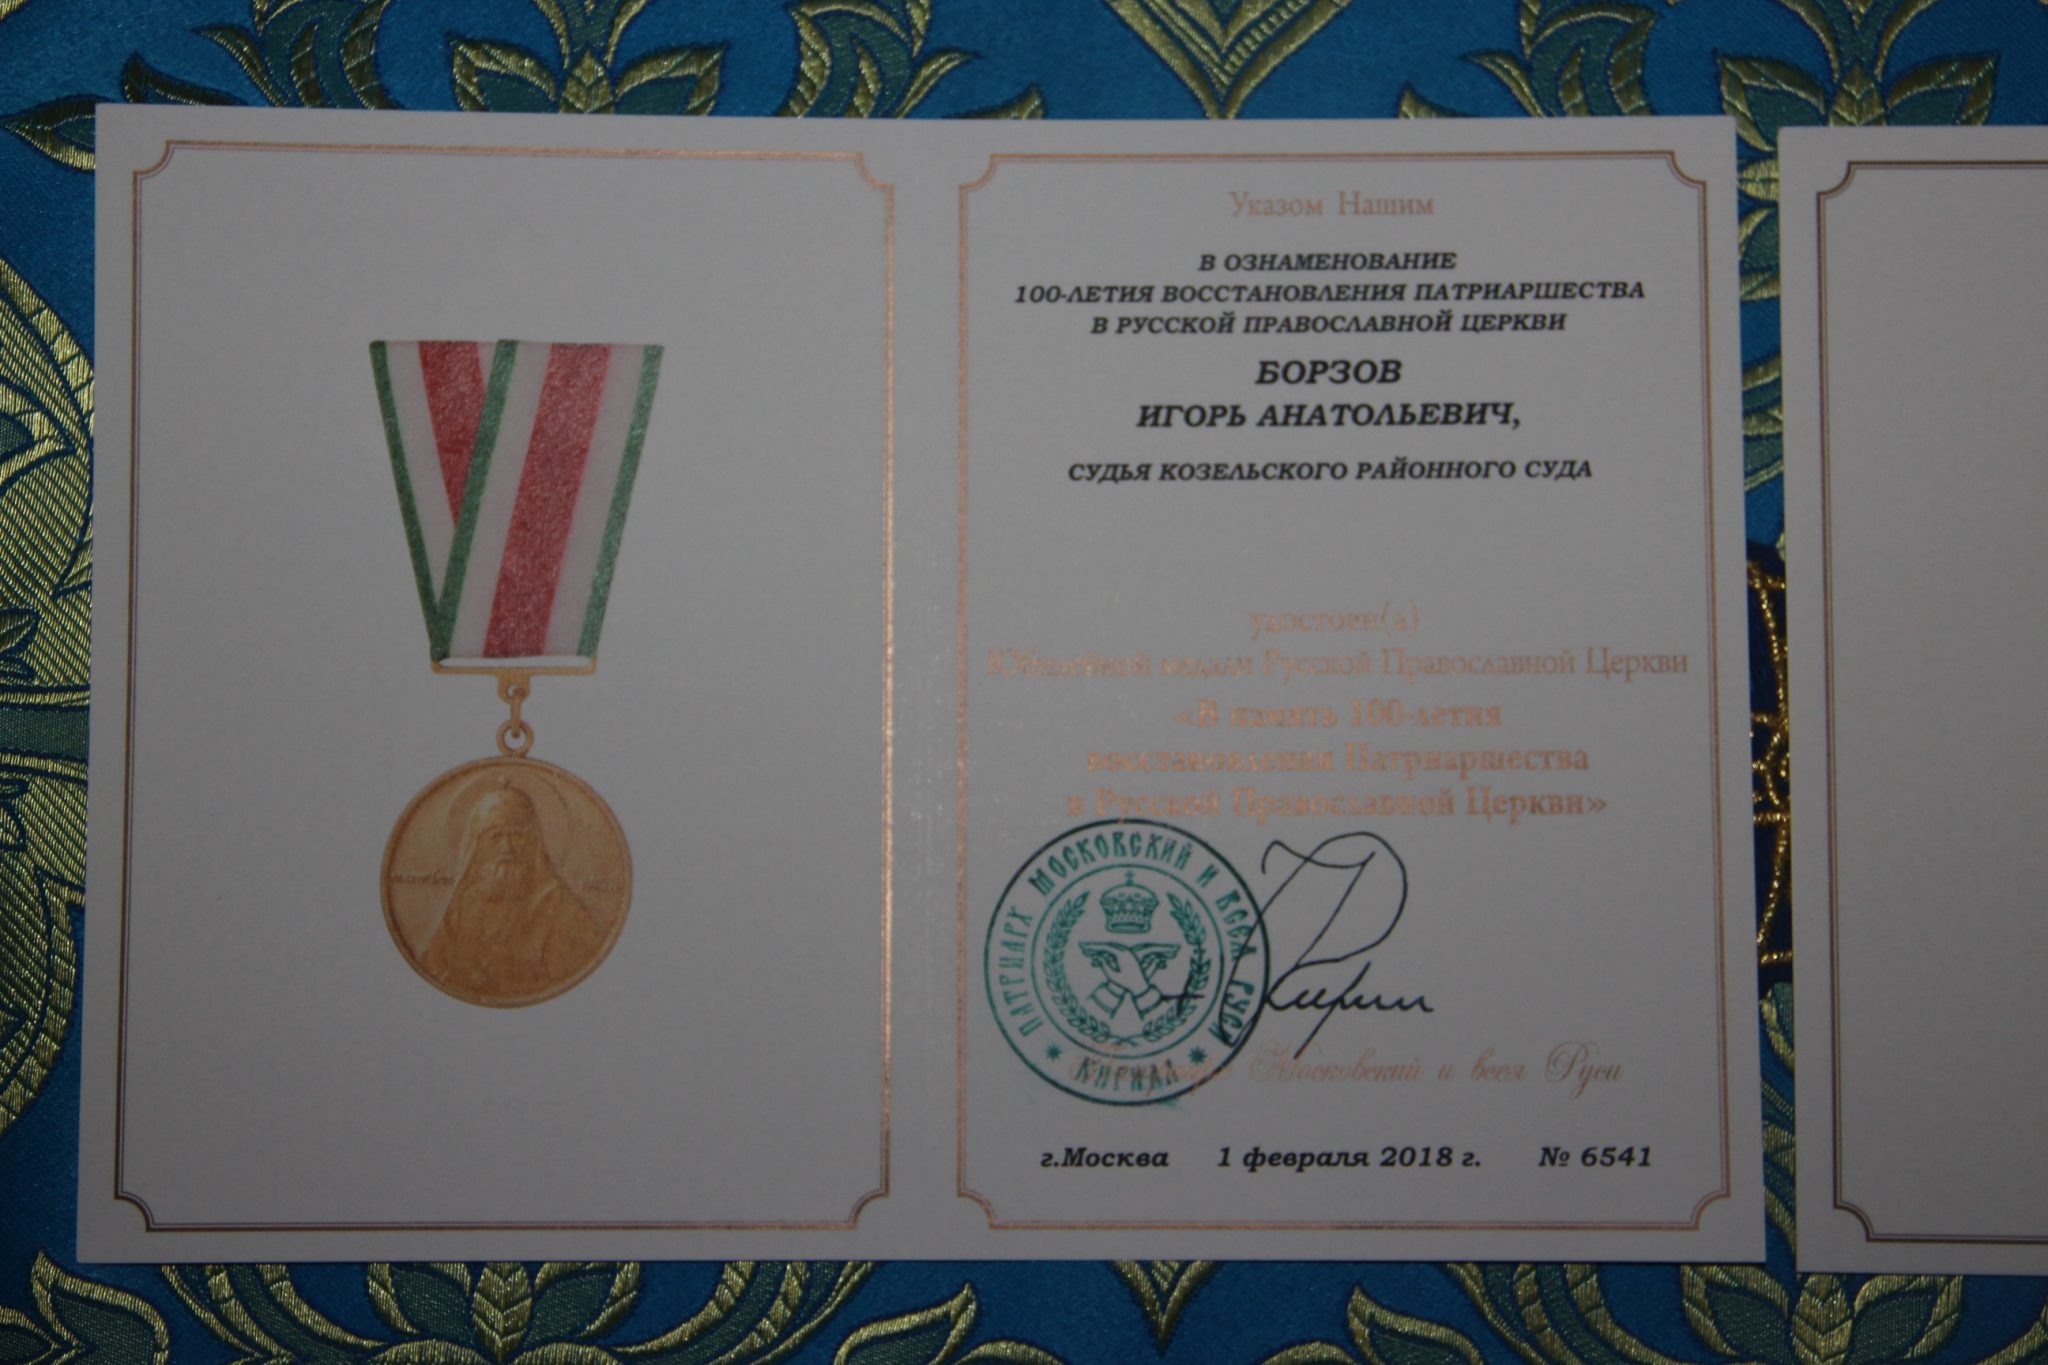 Указом Нашим
В ОЗНАМЕНОВАНИЕ
100-ЛЕТИЯ ВОССТАНОВЛЕНИЯ ПАТРИАРШЕСТВА
В РУССКОЙ ПРАВОСЛАВНОЙ ЦЕРКВИ
БОРЗОВ
ИГОРЬ АНАТОЛЬЕВИЧ,
СУДЬЯ КОЗЕЛЬСКОГО РАЙОННОГО СУДА
удостоен(а)
Юбилейной медали Русской Православной Церкви
«В память 100-летия
восстановления Патриаршества
в Русской Православной Церкви»
ПАТРИАРХ МОСКОВСКИЙ И ВСЕЯ РУСИ
КИРИЛЛ
Московский и всея Руси
г.Москва 1 февраля 2018 г. № 6541